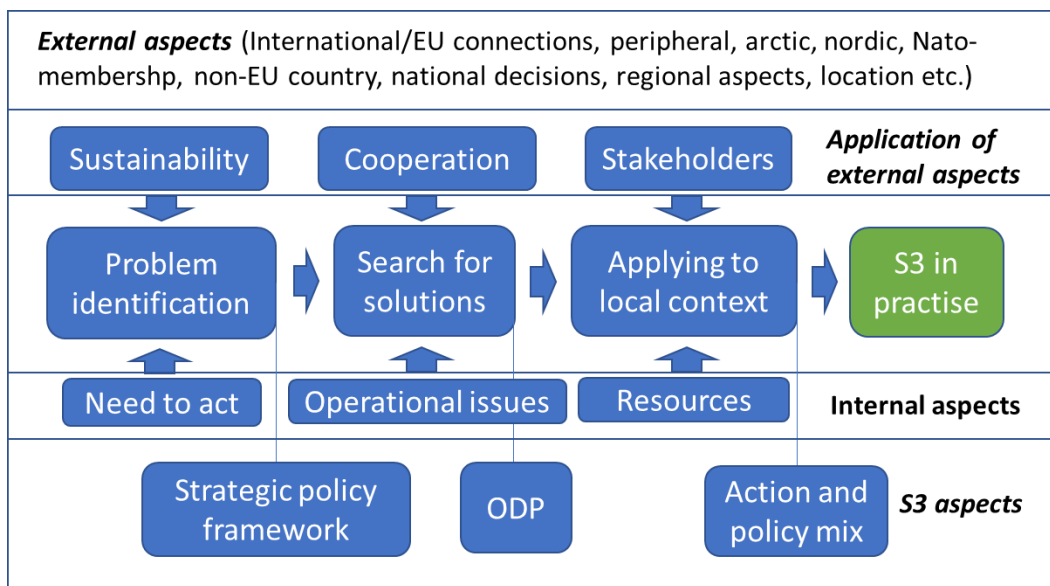 External aspects (International/EU connections, peripheral, arctic, nordic, Nato-
membershp, non-EU country, national decisions, regional aspects, location etc.)
Sustainability
Cooperation
Stakeholders
Application of
external aspects
Problem
identification
Search for
solutions
Applying to
local context
S3 in
practise
Need to act
Operational issues
Resources
Internal aspects
Strategic policy
framework
ODP
Action and
policy mix
S3 aspects